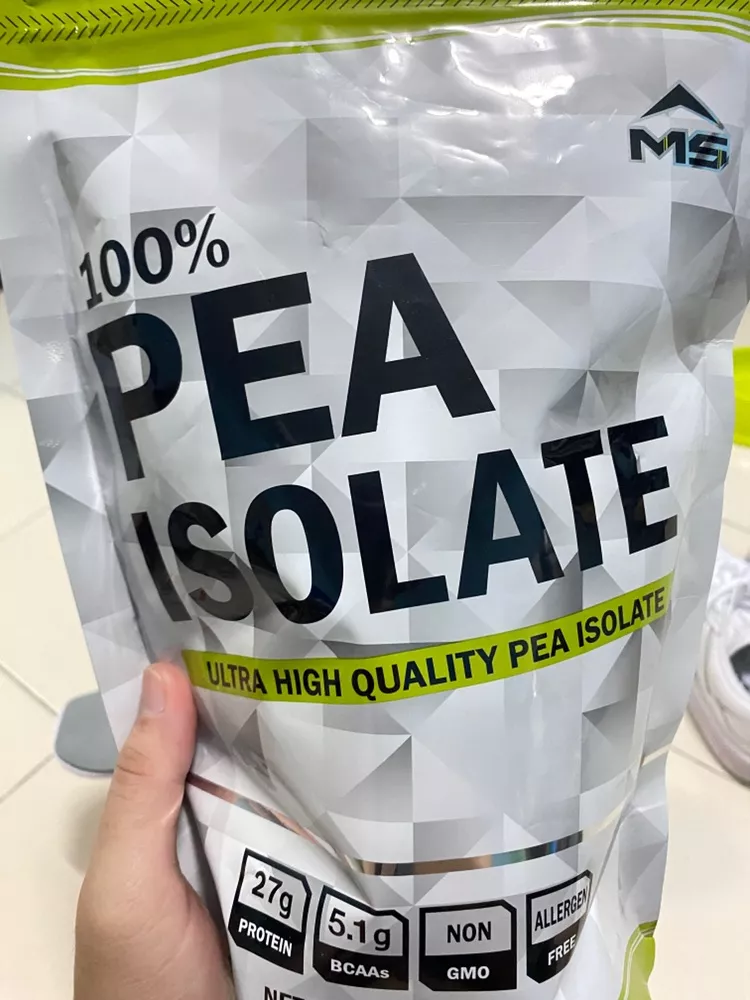 MS
100%
PEA
ISOLATE
ULTRA HIGH QUALITY PEA ISOLATE
27g
PROTEIN
5.1g
BCAAs
NON
GMO
ALLERGEN
FREE